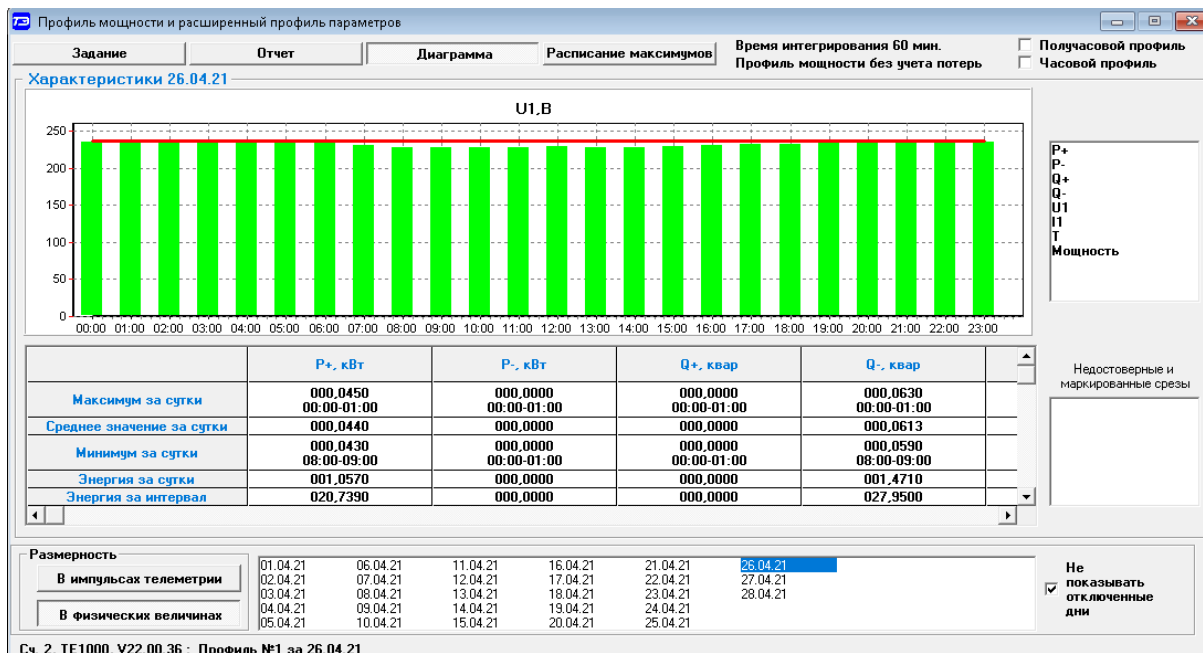 ТЭ Профиль мощности и расширенный профиль параметров
Задание Отчет Диаграмма Расписание максимумов
Время интегрирования 60 мин.
Профиль мощности без учета потерь
Получасовой профиль
Часовой профиль
Характеристики 26.04.21
U1,В
250
200
150
100
50
0
00:00 01:00 02:00 03:00 04:00 05:00 06:00 07:00 08:00 09:00 10:00 11:00 12:00 13:00 14:00 15:00 16:00 17:00 18:00 19:00 20:00 21:00 22:00 23:00
P+
P-
Q+
Q-
U1
I1
T
Мощность
P+, кВт P-, кВт Q+, квар Q-, квар
Максимум за сутки 000,0450 000,0000 000,0000 000,0630
00:00-01:00 00:00-01:00 00:00-01:00 00:00-01:00
Среднее значение за сутки 000,0440 000,0000 000,0000 000,0613
Минимум за сутки 000,0430 000,0000 000,0000 000,0590
08:00-09:00 00:00-01:00 00:00-01:00 08:00-09:00
Энергия за сутки 001,0570 000,0000 000,0000 001,4710
Энергия за интервал 020,7390 000,0000 000,0000 027,9500
Недостоверные и
маркированные срезы
Размерность
В импульсах телеметрии
В физических величинах
01.04.21 06.04.21 11.04.21 16.04.21 21.04.21 26.04.21
02.04.21 07.04.21 12.04.21 17.04.21 22.04.21 27.04.21
03.04.21 08.04.21 13.04.21 18.04.21 23.04.21 28.04.21
04.04.21 09.04.21 14.04.21 19.04.21 24.04.21
05.04.21 10.04.21 15.04.21 20.04.21 25.04.21
Не
показывать
отключенные
дни
Сч. 2. TE1000. V22.00.36 : Профиль №1 за 26.04.21